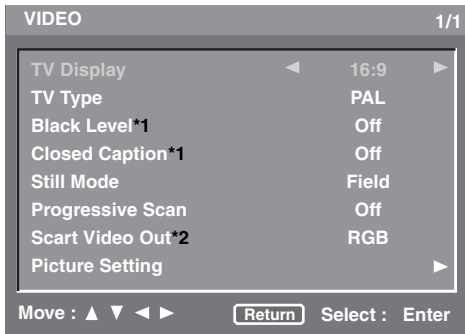 VIDEO 1/1
TV Display ◀ 16:9 ▶
TV Type PAL
Black Level*1 Off
Closed Caption*1 Off
Still Mode Field
Progressive Scan Off
Scart Video Out*2 RGB
Picture Setting ▶
Move : ▲ ▼ ◀ ▶ Return Select : Enter